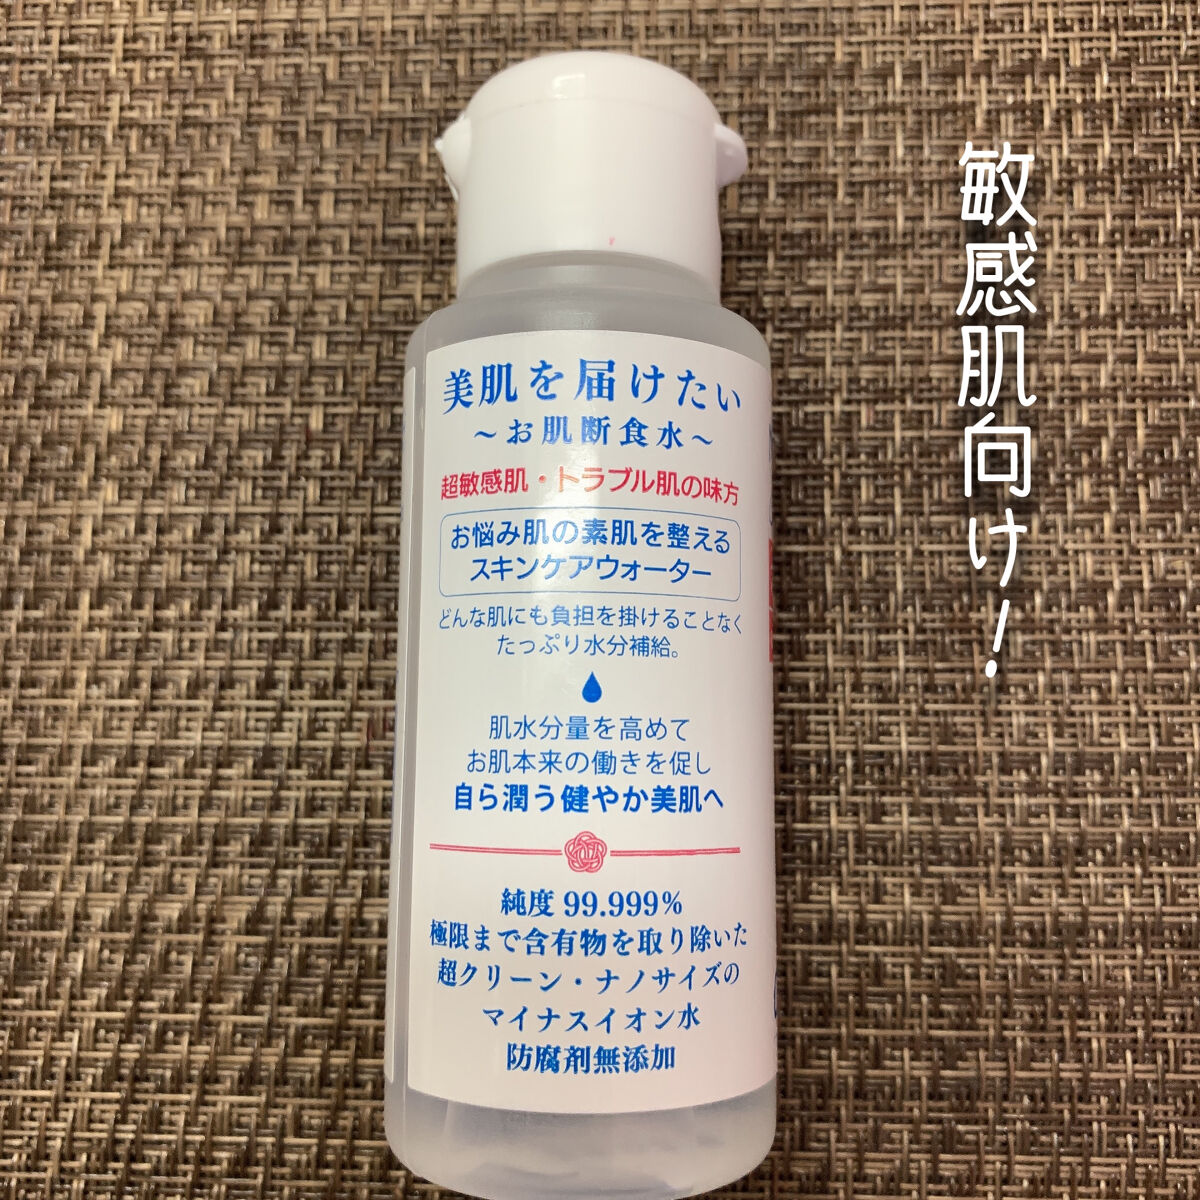 美肌を届けたい
～お肌断食水～
超敏感肌・トラブル肌の味方
お悩み肌の素肌を整える
スキンケアウォーター
どんな肌にも負担を掛けることなく
たっぷり水分補給。
肌水分量を高めて
お肌本来の働きを促し
自ら潤う健やか美肌へ
純度 99.999%
極限まで含有物を取り除いた
超クリーン・ナノサイズの
マイナスイオン水
防腐剤無添加
敏感肌向け！